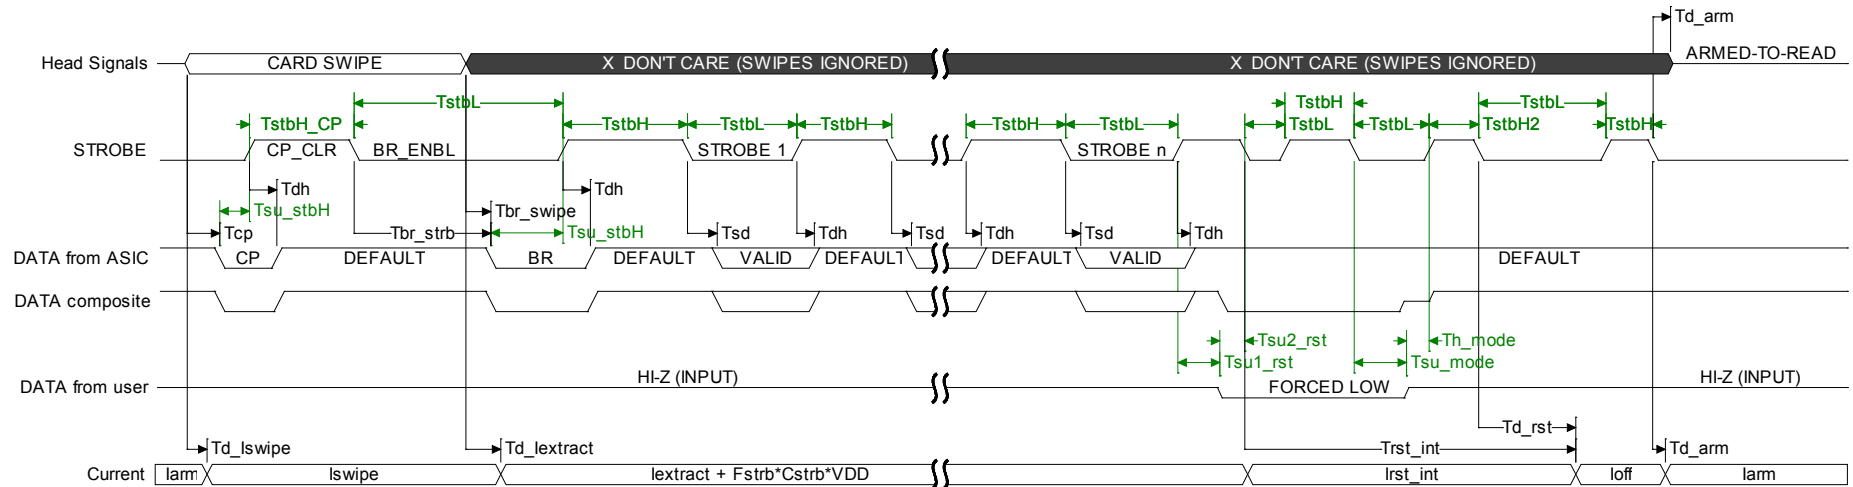 Td_arm
Head Signals CARD SWIPE X DON'T CARE (SWIPES IGNORED) X DON'T CARE (SWIPES IGNORED) ARMED-TO-READ
TstbL TstbH TstbL
TstbH_CP TstbH TstbL TstbH TstbH TstbL TstbL TstbL TstbH2 TstbH
STROBE CP_CLR BR_ENBL STROBE 1 STROBE n
Tdh Tdh
Tsu_stbH Tbr_swipe
Tcp Tbr_strb Tsu_stbH Tsd Tdh Tsd Tdh Tsd Tdh
DATA from ASIC CP DEFAULT BR DEFAULT VALID DEFAULT DEFAULT VALID DEFAULT
DATA composite
Tsu2_rst Th_mode
Tsu1_rst Tsu_mode
DATA from user HI-Z (INPUT) FORCED LOW HI-Z (INPUT)
Td_rst
Td_Iswipe Td_Iextract Trst_int Td_arm
Current Iarm Iswipe Iextract + Fstrb*Cstrb*VDD Irst_int Ioff Iarm